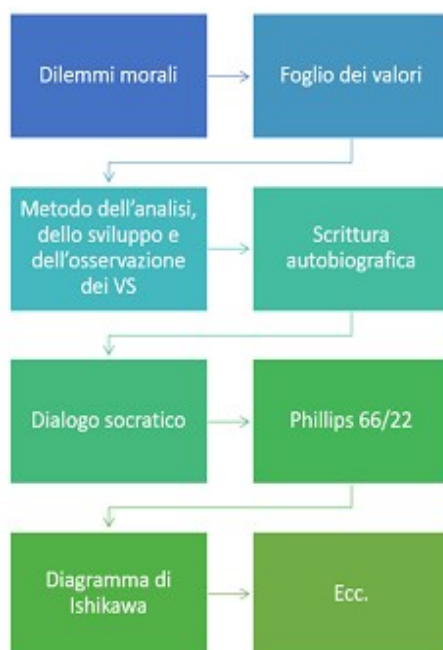 Dilemmi morali
Foglio dei valori
Metodo dell'analisi,
dello sviluppo e
dell'osservazione
dei VS
Scrittura
autobiografica
Dialogo socratico
Phillips 66/22
Diagramma di
Ishikawa
Ecc.